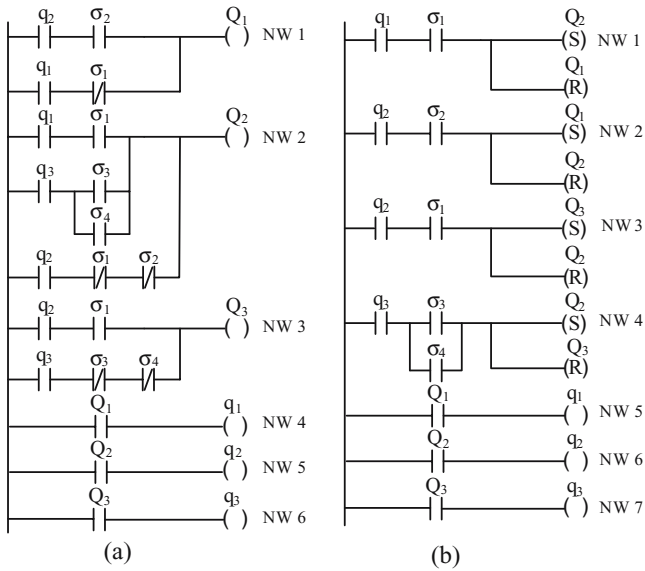 q2 σ2 Q1
NW 1
q1 σ1
q1 σ1 Q2
NW 2
q3 σ3
σ4
q2 σ1 σ2
q2 σ1 Q3
NW 3
q3 σ3 σ4
Q1 q1
NW 4
Q2 q2
NW 5
Q3 q3
NW 6
(a)
q1 σ1 Q2
(S) NW 1
Q1
(R)
q2 σ2 Q1
(S) NW 2
Q2
(R)
q2 σ1 Q3
(S) NW 3
Q2
(R)
q3 σ3 Q2
(S) NW 4
σ4 Q3
(R)
Q1 q1
NW 5
Q2 q2
NW 6
Q3 q3
NW 7
(b)